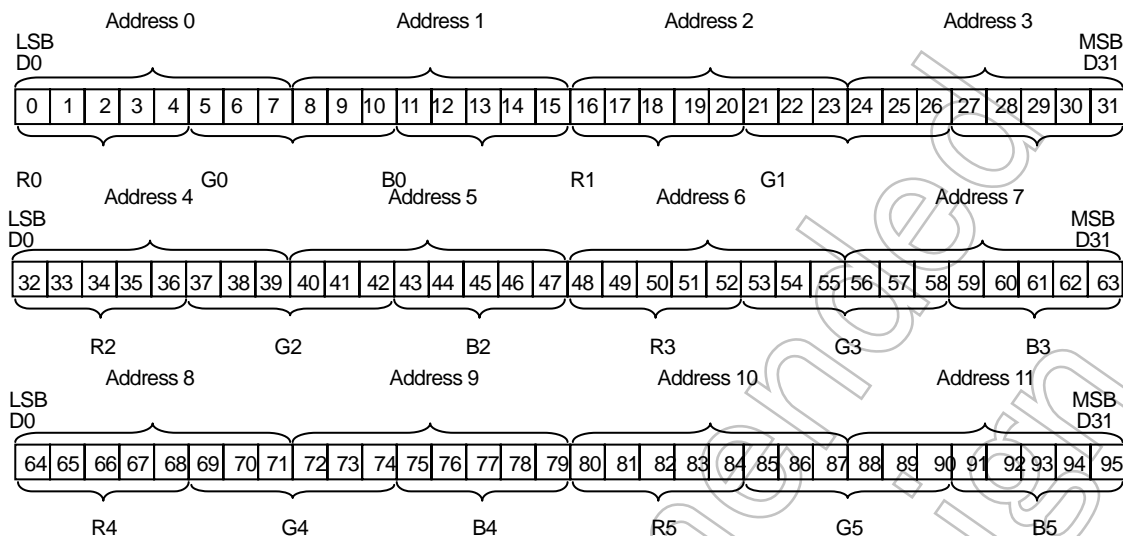 Address 0 Address 1 Address 2 Address 3
LSB MSB
D0 D31
0 1 2 3 4 5 6 7 8 9 10 11 12 13 14 15 16 17 18 19 20 21 22 23 24 25 26 27 28 29 30 31
R0 G0 B0 R1 G1
Address 4 Address 5 Address 6 Address 7
LSB MSB
D0 D31
32 33 34 35 36 37 38 39 40 41 42 43 44 45 46 47 48 49 50 51 52 53 54 55 56 57 58 59 60 61 62 63
R2 G2 B2 R3 G3 B3
Address 8 Address 9 Address 10 Address 11
LSB MSB
D0 D31
64 65 66 67 68 69 70 71 72 73 74 75 76 77 78 79 80 81 82 83 84 85 86 87 88 89 90 91 92 93 94 95
R4 G4 B4 R5 G5 B5